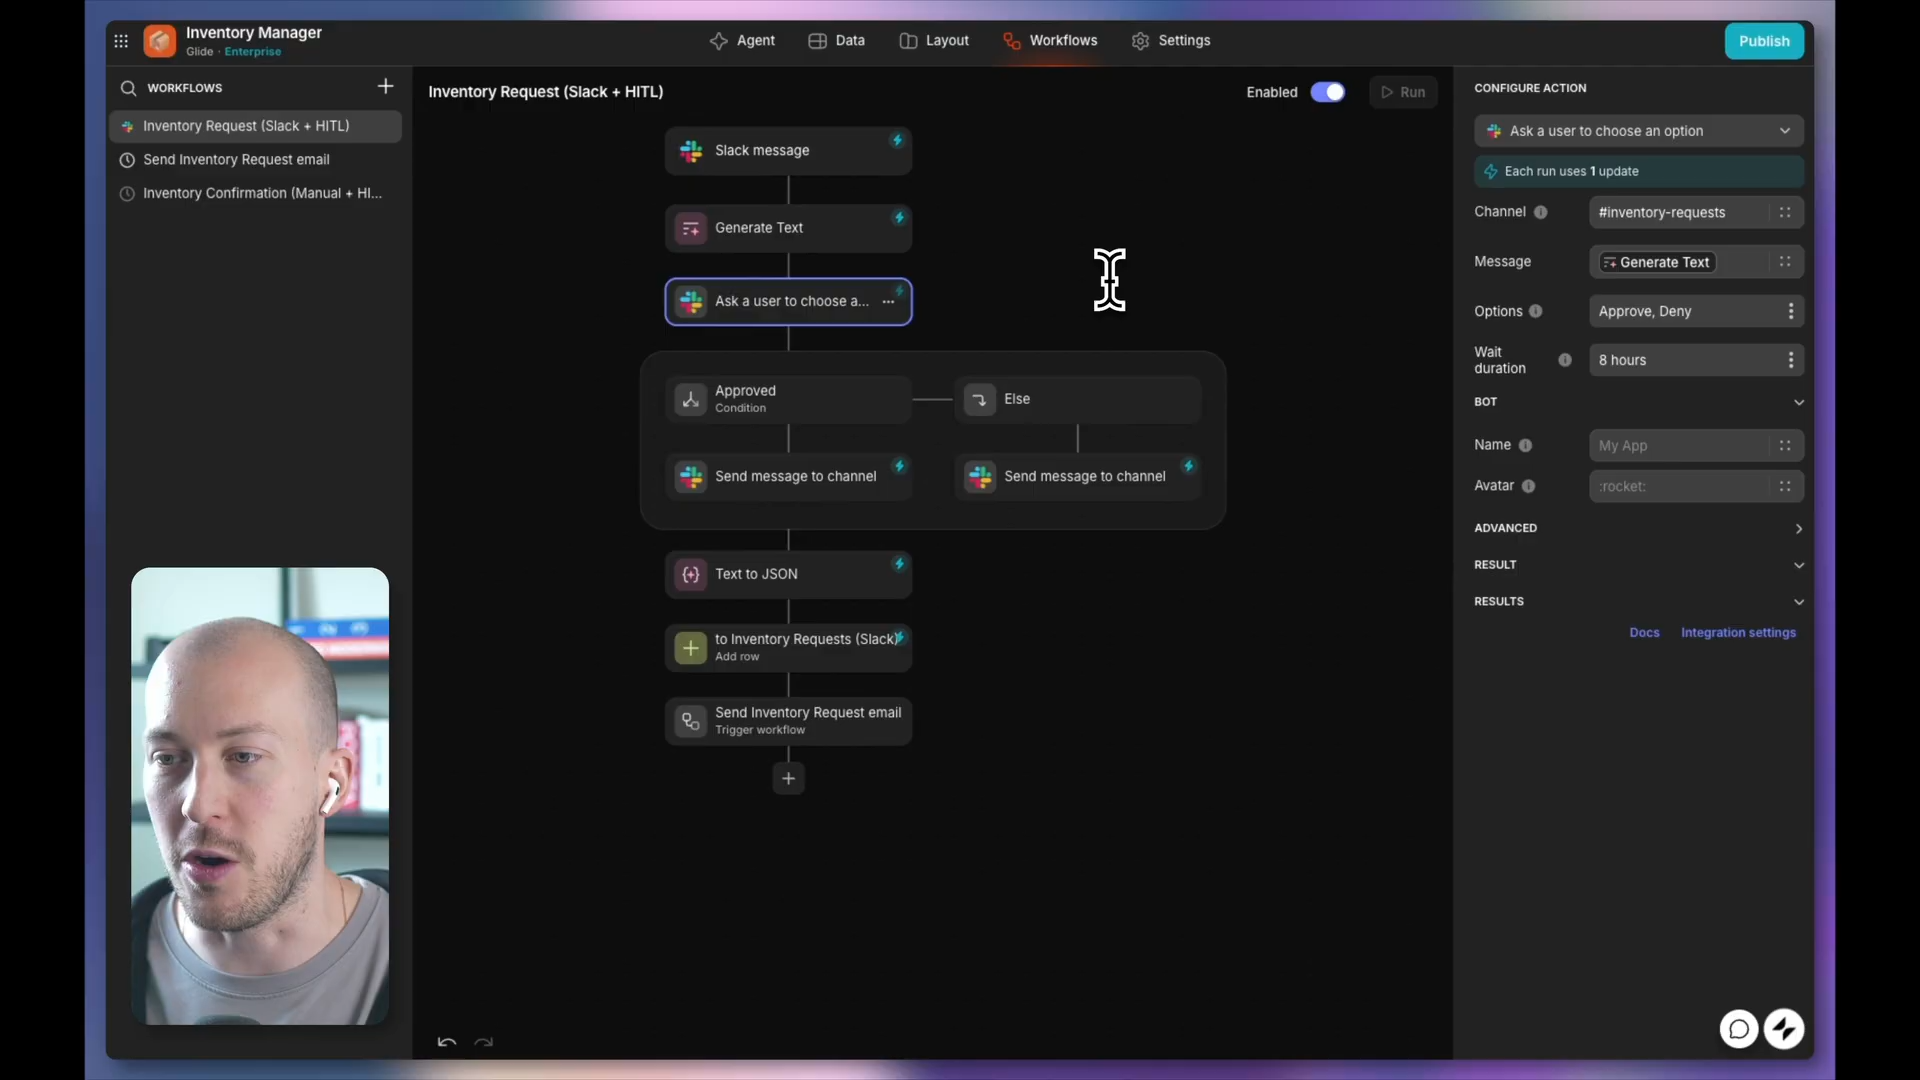 Inventory Manager
Glide · Enterprise
Agent
Data
Layout
Workflows
Settings
Publish
WORKFLOWS
Inventory Request (Slack + HITL)
Send Inventory Request email
Inventory Confirmation (Manual + HI...
Inventory Request (Slack + HITL)
Enabled
Run
Slack message
Generate Text
Ask a user to choose a...
Approved
Condition
Else
Send message to channel
Send message to channel
Text to JSON
to Inventory Requests (Slack)
Add row
Send Inventory Request email
Trigger workflow
CONFIGURE ACTION
Ask a user to choose an option
Each run uses 1 update
Channel
#inventory-requests
Message
Generate Text
Options
Approve, Deny
Wait
duration
8 hours
BOT
Name
My App
Avatar
:rocket:
ADVANCED
RESULT
RESULTS
Docs
Integration settings